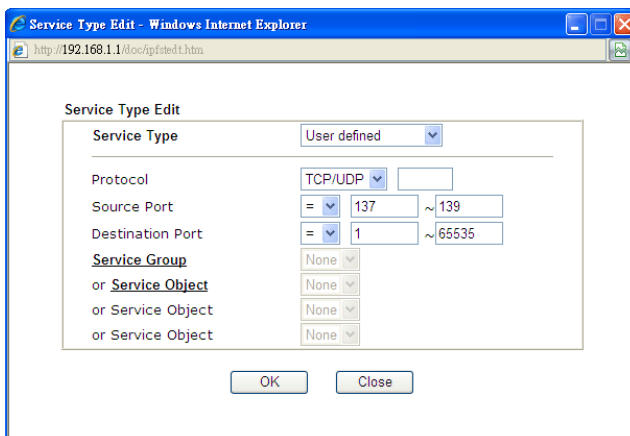 Service Type Edit - Windows Internet Explorer
http://192.168.1.1/doc/ipfstedt.htm
Service Type Edit
Service Type User defined
Protocol TCP/UDP
Source Port = 137 ~ 139
Destination Port = 1 ~ 65535
Service Group None
or Service Object None
or Service Object None
or Service Object None
OK Close